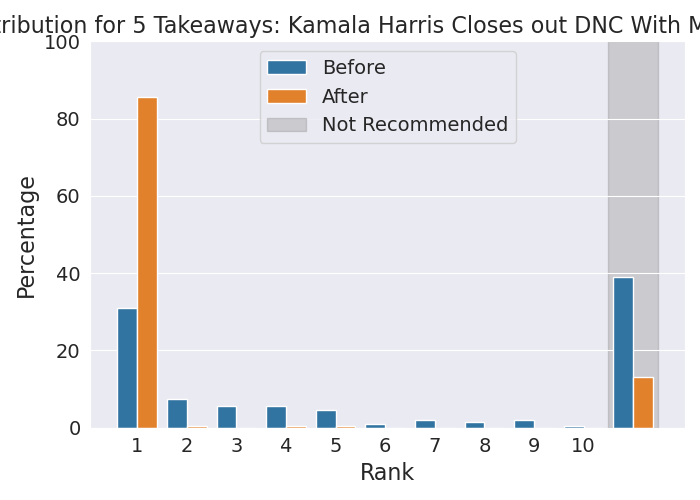 5 Takeaways: Kamala Harris Closes out DNC With
for
Before
After
Not Recommended
Percentage
100
80
60
40
20
0
1 2 3 4 5 6 7 8 9 10
Rank